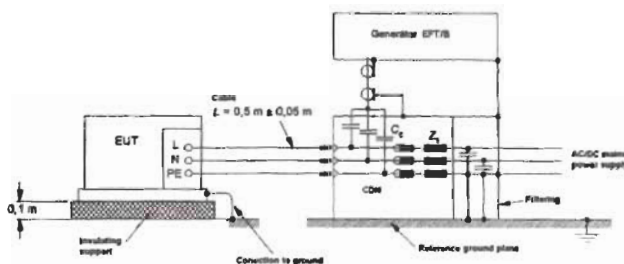 Generator EFT/B
Cable
L = 0,5 m ± 0,05 m
EUT
L
N
PE
Cc
CDN
AC/DC mains
power supply
Filtering
0,1 m
Insulating
support
Conection to ground
Reference ground plane